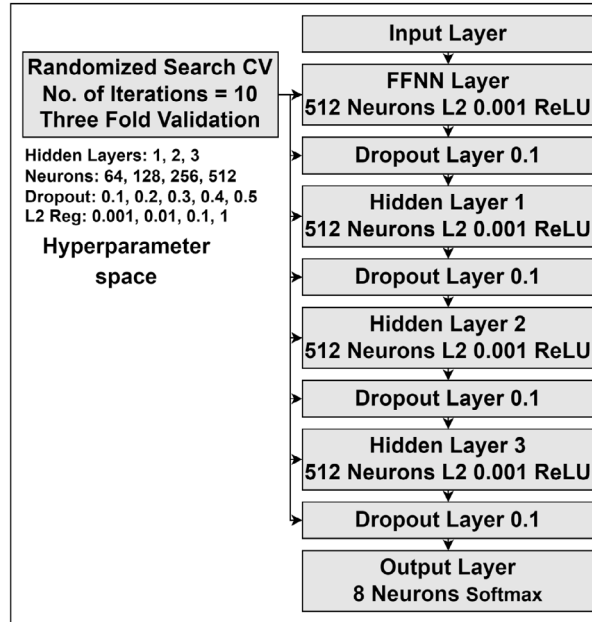 Randomized Search CV
No. of Iterations = 10
Three Fold Validation
Hidden Layers: 1, 2, 3
Neurons: 64, 128, 256, 512
Dropout: 0.1, 0.2, 0.3, 0.4, 0.5
L2 Reg: 0.001, 0.01, 0.1, 1
Hyperparameter
space
Input Layer
FFNN Layer
512 Neurons L2 0.001 ReLU
Dropout Layer 0.1
Hidden Layer 1
512 Neurons L2 0.001 ReLU
Dropout Layer 0.1
Hidden Layer 2
512 Neurons L2 0.001 ReLU
Dropout Layer 0.1
Hidden Layer 3
512 Neurons L2 0.001 ReLU
Dropout Layer 0.1
Output Layer
8 Neurons Softmax